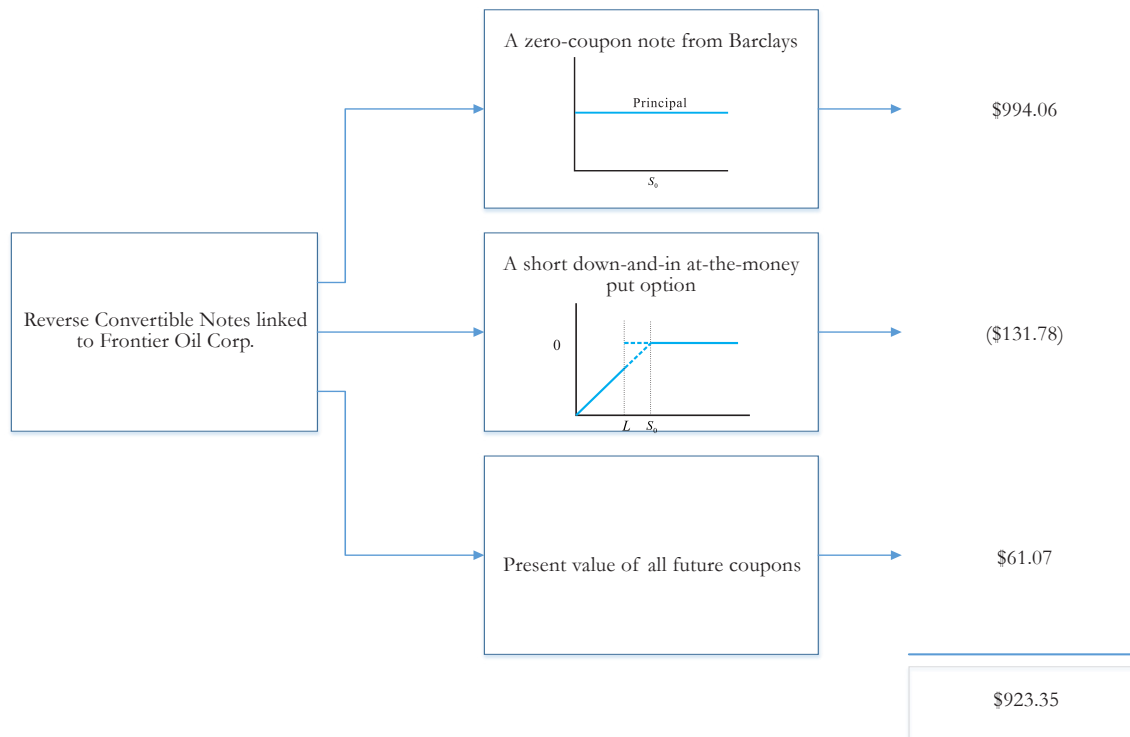 A zero-coupon note from Barclays
Principal
S₀
$994.06
Reverse Convertible Notes linked
to Frontier Oil Corp.
A short down-and-in at-the-money
put option
0
L S₀
($131.78)
Present value of all future coupons
$61.07
$923.35